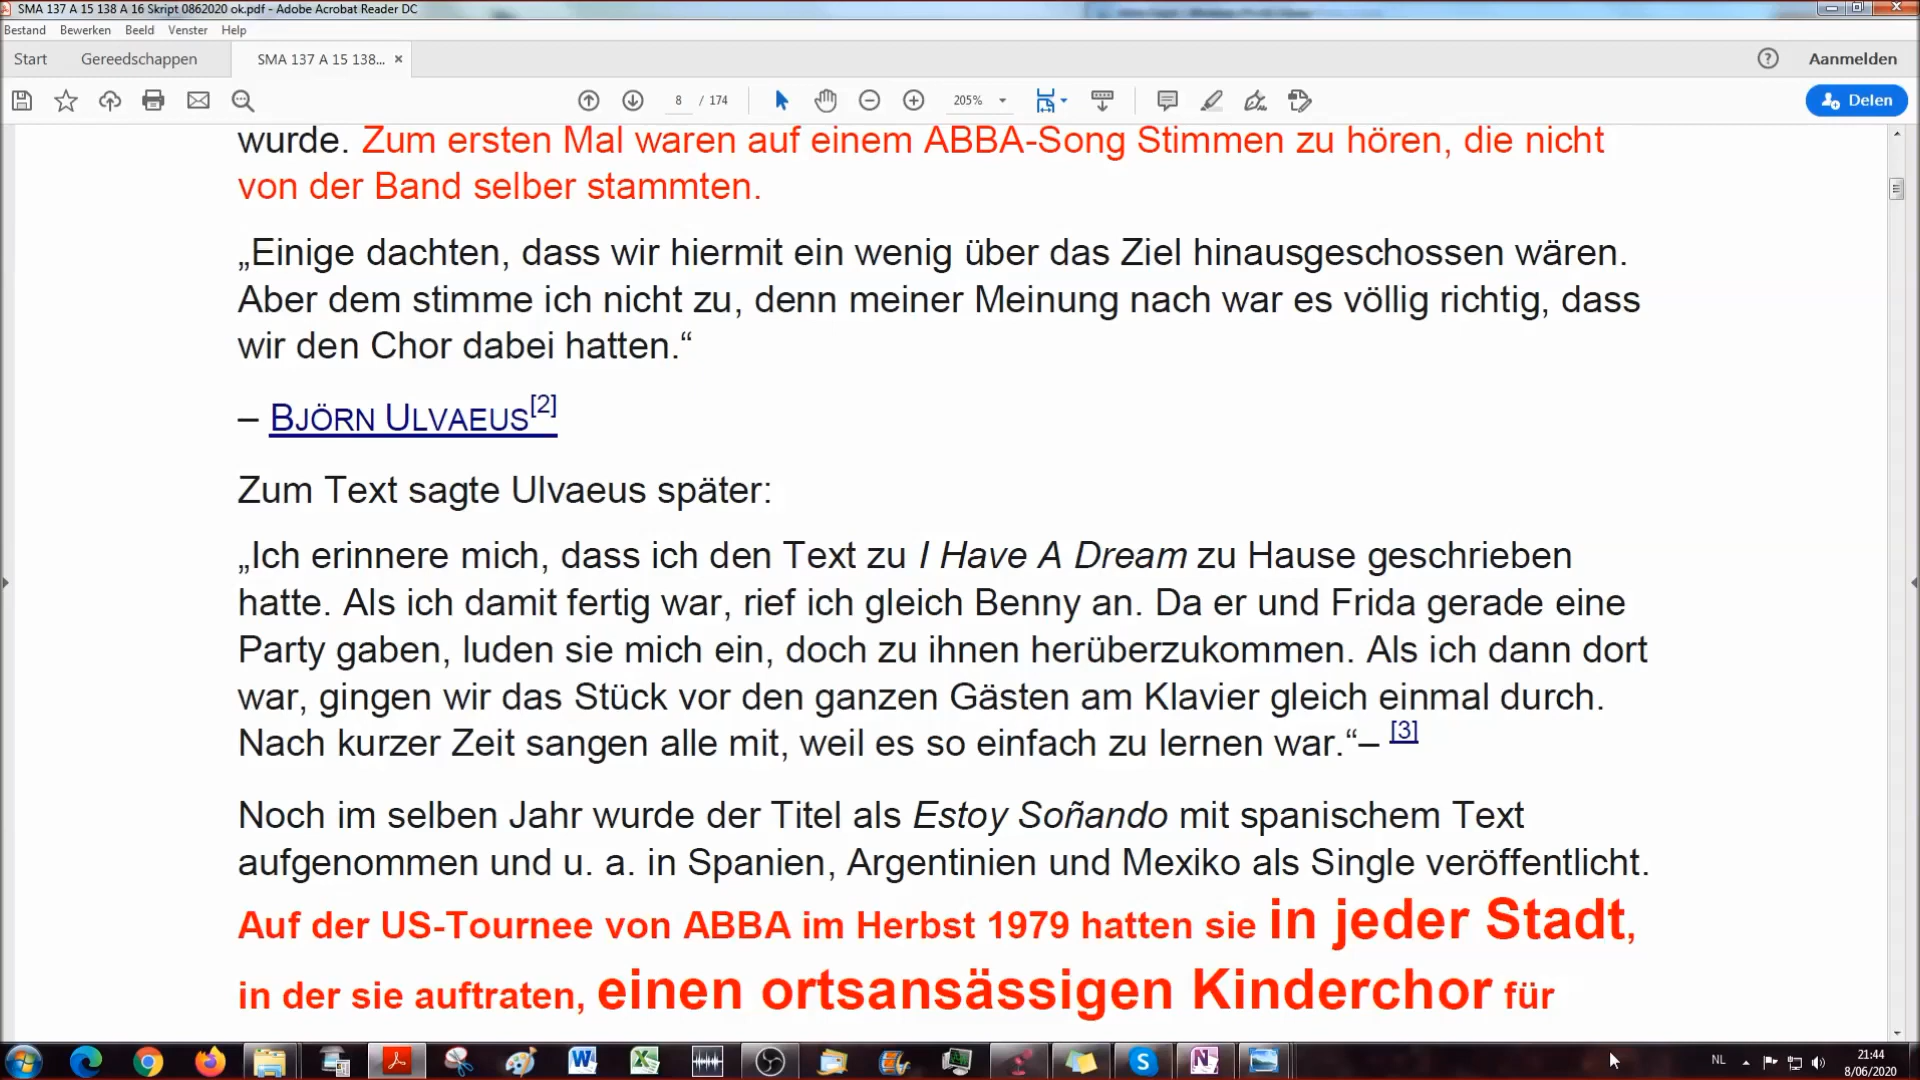 SMA 137 A 15 138 A 16 Skript 0862020 ok.pdf - Adobe Acrobat Reader DC
Bestand Bewerken Beeld Venster Help
Start Gereedschappen SMA 137 A 15 138... × Aanmelden
8 / 174 205% Delen
wurde. Zum ersten Mal waren auf einem ABBA-Song Stimmen zu hören, die nicht
von der Band selber stammten.
„Einige dachten, dass wir hiermit ein wenig über das Ziel hinausgeschossen wären.
Aber dem stimme ich nicht zu, denn meiner Meinung nach war es völlig richtig, dass
wir den Chor dabei hatten.“
– BJÖRN ULVAEUS[2]
Zum Text sagte Ulvaeus später:
„Ich erinnere mich, dass ich den Text zu I Have A Dream zu Hause geschrieben
hatte. Als ich damit fertig war, rief ich gleich Benny an. Da er und Frida gerade eine
Party gaben, luden sie mich ein, doch zu ihnen herüberzukommen. Als ich dann dort
war, gingen wir das Stück vor den ganzen Gästen am Klavier gleich einmal durch.
Nach kurzer Zeit sangen alle mit, weil es so einfach zu lernen war.“– [3]
Noch im selben Jahr wurde der Titel als Estoy Soñando mit spanischem Text
aufgenommen und u. a. in Spanien, Argentinien und Mexiko als Single veröffentlicht.
Auf der US-Tournee von ABBA im Herbst 1979 hatten sie in jeder Stadt,
in der sie auftraten, einen ortsansässigen Kinderchor für
NL 21:44
8/06/2020